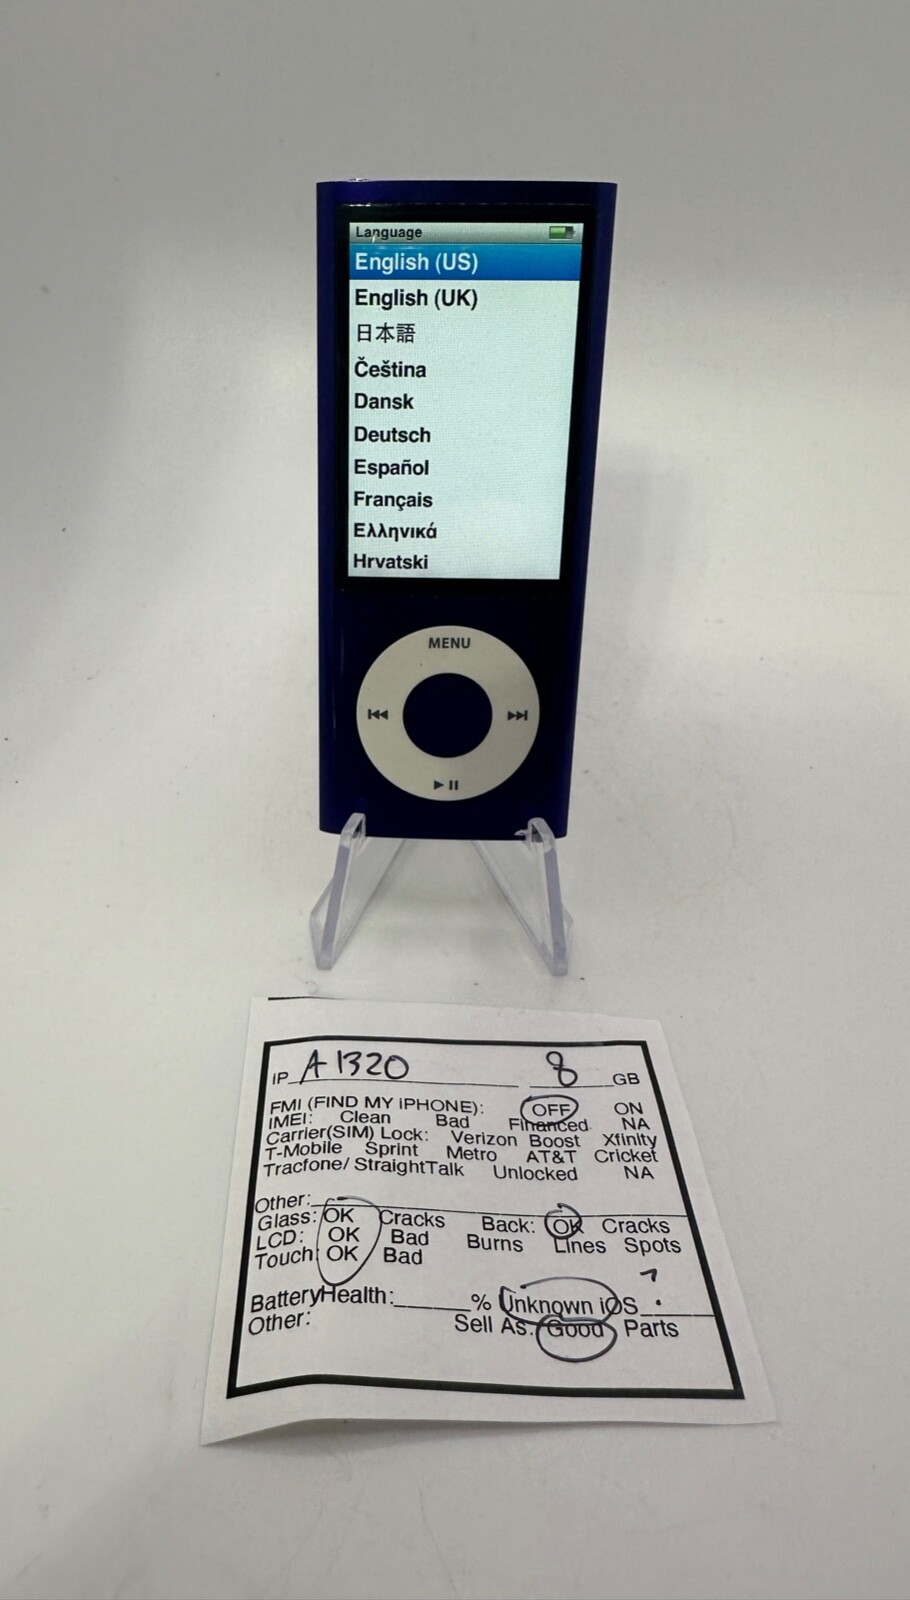 Language
English (US)
English (UK)
日本語
Čeština
Dansk
Deutsch
Español
Français
Ελληνικά
Hrvatski
MENU
IP A1320 8 GB
FMI (FIND MY iPHONE): OFF ON
IMEI: Clean Bad Financed NA
Carrier(SIM) Lock: Verizon Boost Xfinity
T-Mobile Sprint Metro AT&T Cricket
Tracfone/ StraightTalk Unlocked NA
Other:
Glass: OK Cracks Back: OK Cracks
LCD: OK Bad Burns Lines Spots
Touch: OK Bad
BatteryHealth:______% Unknown iOS ?
Other: Sell As: Good Parts